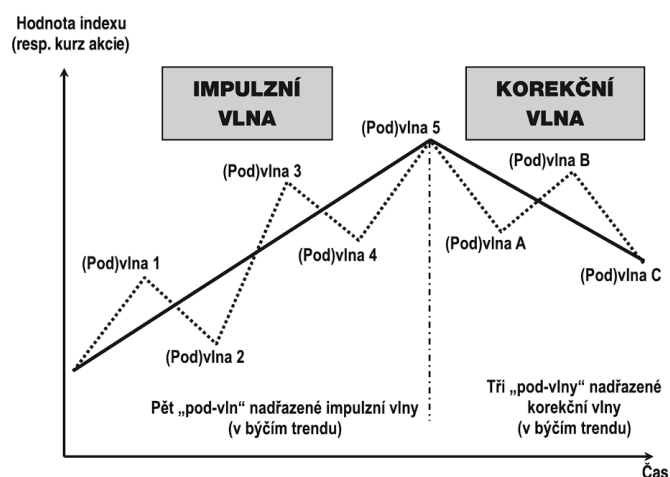 Hodnota indexu
(resp. kurz akcie)
IMPULZNÍ
VLNA
KOREKČNÍ
VLNA
(Pod)vlna 5
(Pod)vlna 3
(Pod)vlna B
(Pod)vlna 1
(Pod)vlna 4
(Pod)vlna A
(Pod)vlna C
(Pod)vlna 2
Pět „pod-vln“ nadřazené impulzní vlny
(v býčím trendu)
Tři „pod-vlny“ nadřazené
korekční vlny
(v býčím trendu)
Čas